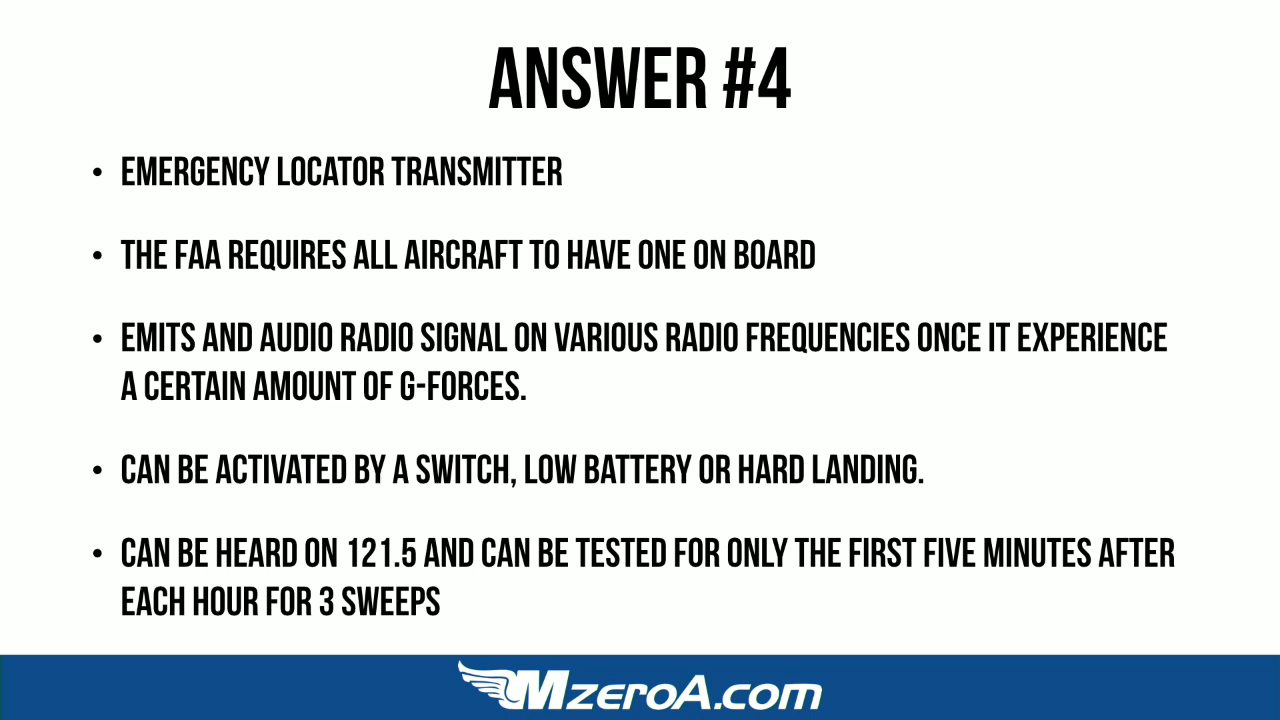 ANSWER #4
• EMERGENCY LOCATOR TRANSMITTER
• THE FAA REQUIRES ALL AIRCRAFT TO HAVE ONE ON BOARD
• EMITS AND AUDIO RADIO SIGNAL ON VARIOUS RADIO FREQUENCIES ONCE IT EXPERIENCE
A CERTAIN AMOUNT OF G-FORCES.
• CAN BE ACTIVATED BY A SWITCH, LOW BATTERY OR HARD LANDING.
• CAN BE HEARD ON 121.5 AND CAN BE TESTED FOR ONLY THE FIRST FIVE MINUTES AFTER
EACH HOUR FOR 3 SWEEPS
MzeroA.com